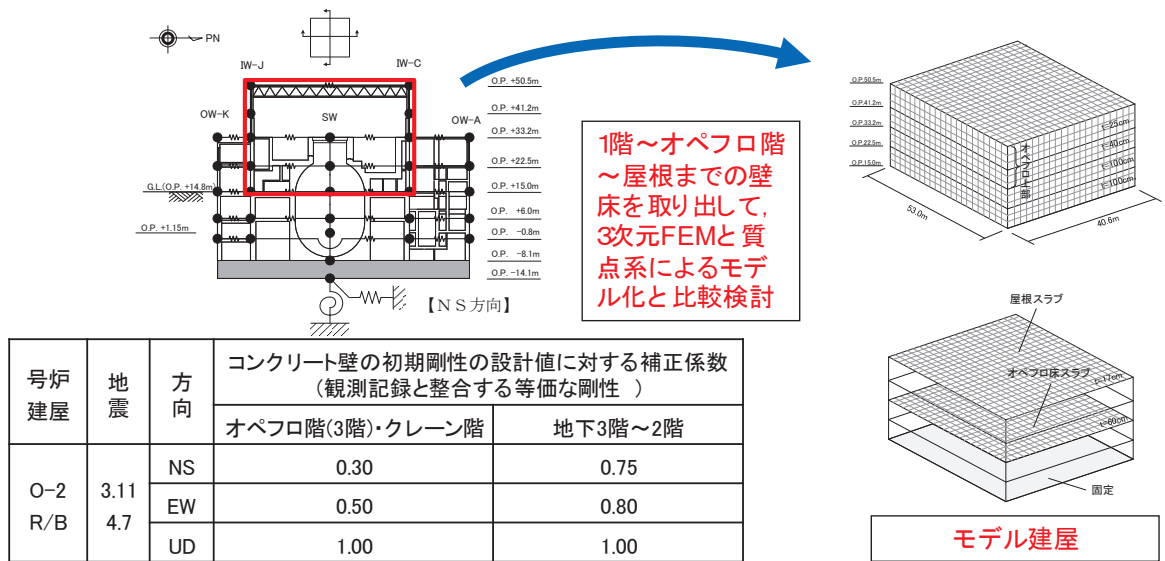 PN
IW-J
IW-C
OW-K
SW
OW-A
O.P. +50.5m
O.P. +41.2m
O.P. +33.2m
O.P. +22.5m
G.L.(O.P. +14.8m)
O.P. +15.0m
O.P. +6.0m
O.P. +1.15m
O.P. -0.8m
O.P. -8.1m
O.P. -14.1m
【NS方向】
1階～オペフロ階
～屋根までの壁
床を取り出して,
3次元FEMと質
点系によるモデ
ル化と比較検討
O.P.50.5m
O.P.41.2m
O.P.33.2m
O.P.22.5m
O.P.15.0m
オペフロ上部
t=25cm
t=40cm
t=100cm
t=100cm
53.0m
40.6m
屋根スラブ
オペフロ床スラブ
t=17cm
t=60cm
固定
モデル建屋
号炉
建屋
地震
方向
コンクリート壁の初期剛性の設計値に対する補正係数
(観測記録と整合する等価な剛性 )
オペフロ階(3階)・クレーン階
地下3階～2階
O-2
R/B
3.11
4.7
NS 0.30 0.75
EW 0.50 0.80
UD 1.00 1.00